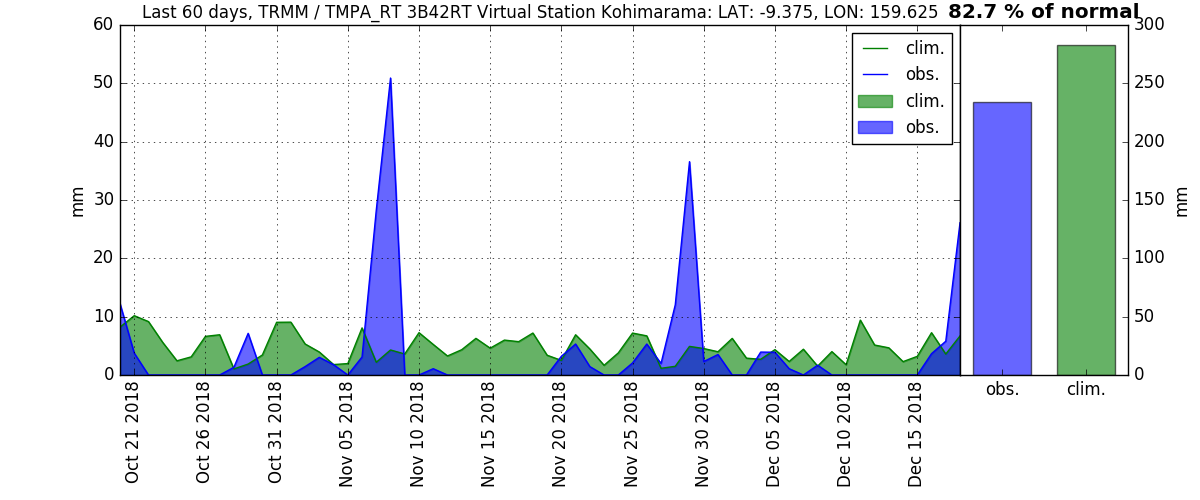 Last 60 days, TRMM / TMPA_RT 3B42RT Virtual Station Kohimarama: LAT: -9.375, LON: 159.625 82.7 % of normal
60
50
40
30
20
10
0
mm
clim.
obs.
clim.
obs.
300
250
200
150
100
50
0
mm
obs. clim.
Oct 21 2018
Oct 26 2018
Oct 31 2018
Nov 05 2018
Nov 10 2018
Nov 15 2018
Nov 20 2018
Nov 25 2018
Nov 30 2018
Dec 05 2018
Dec 10 2018
Dec 15 2018